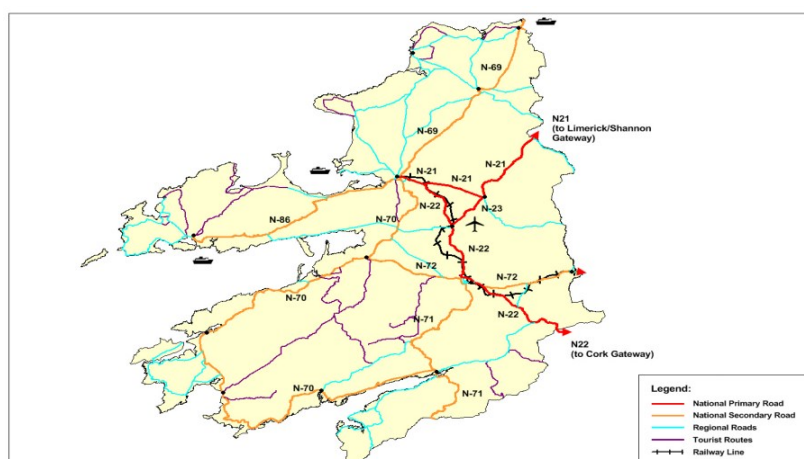 N-69
N21
(to Limerick/Shannon
Gateway)
N-69
N-21
N-21
N-21
N-22
N-23
N-86
N-70
N-22
N-72
N-72
N-70
N-71
N-22
N22
(to Cork Gateway)
N-70
N-71
Legend:
National Primary Road
National Secondary Road
Regional Roads
Tourist Routes
Railway Line